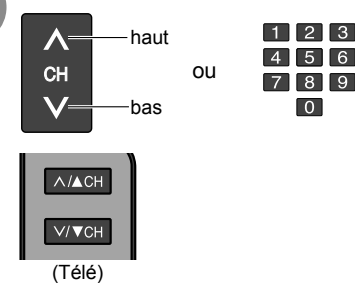 haut
CH
ou
bas
1 2 3
4 5 6
7 8 9
0
∧/▲CH
∨/▼CH
(Télé)